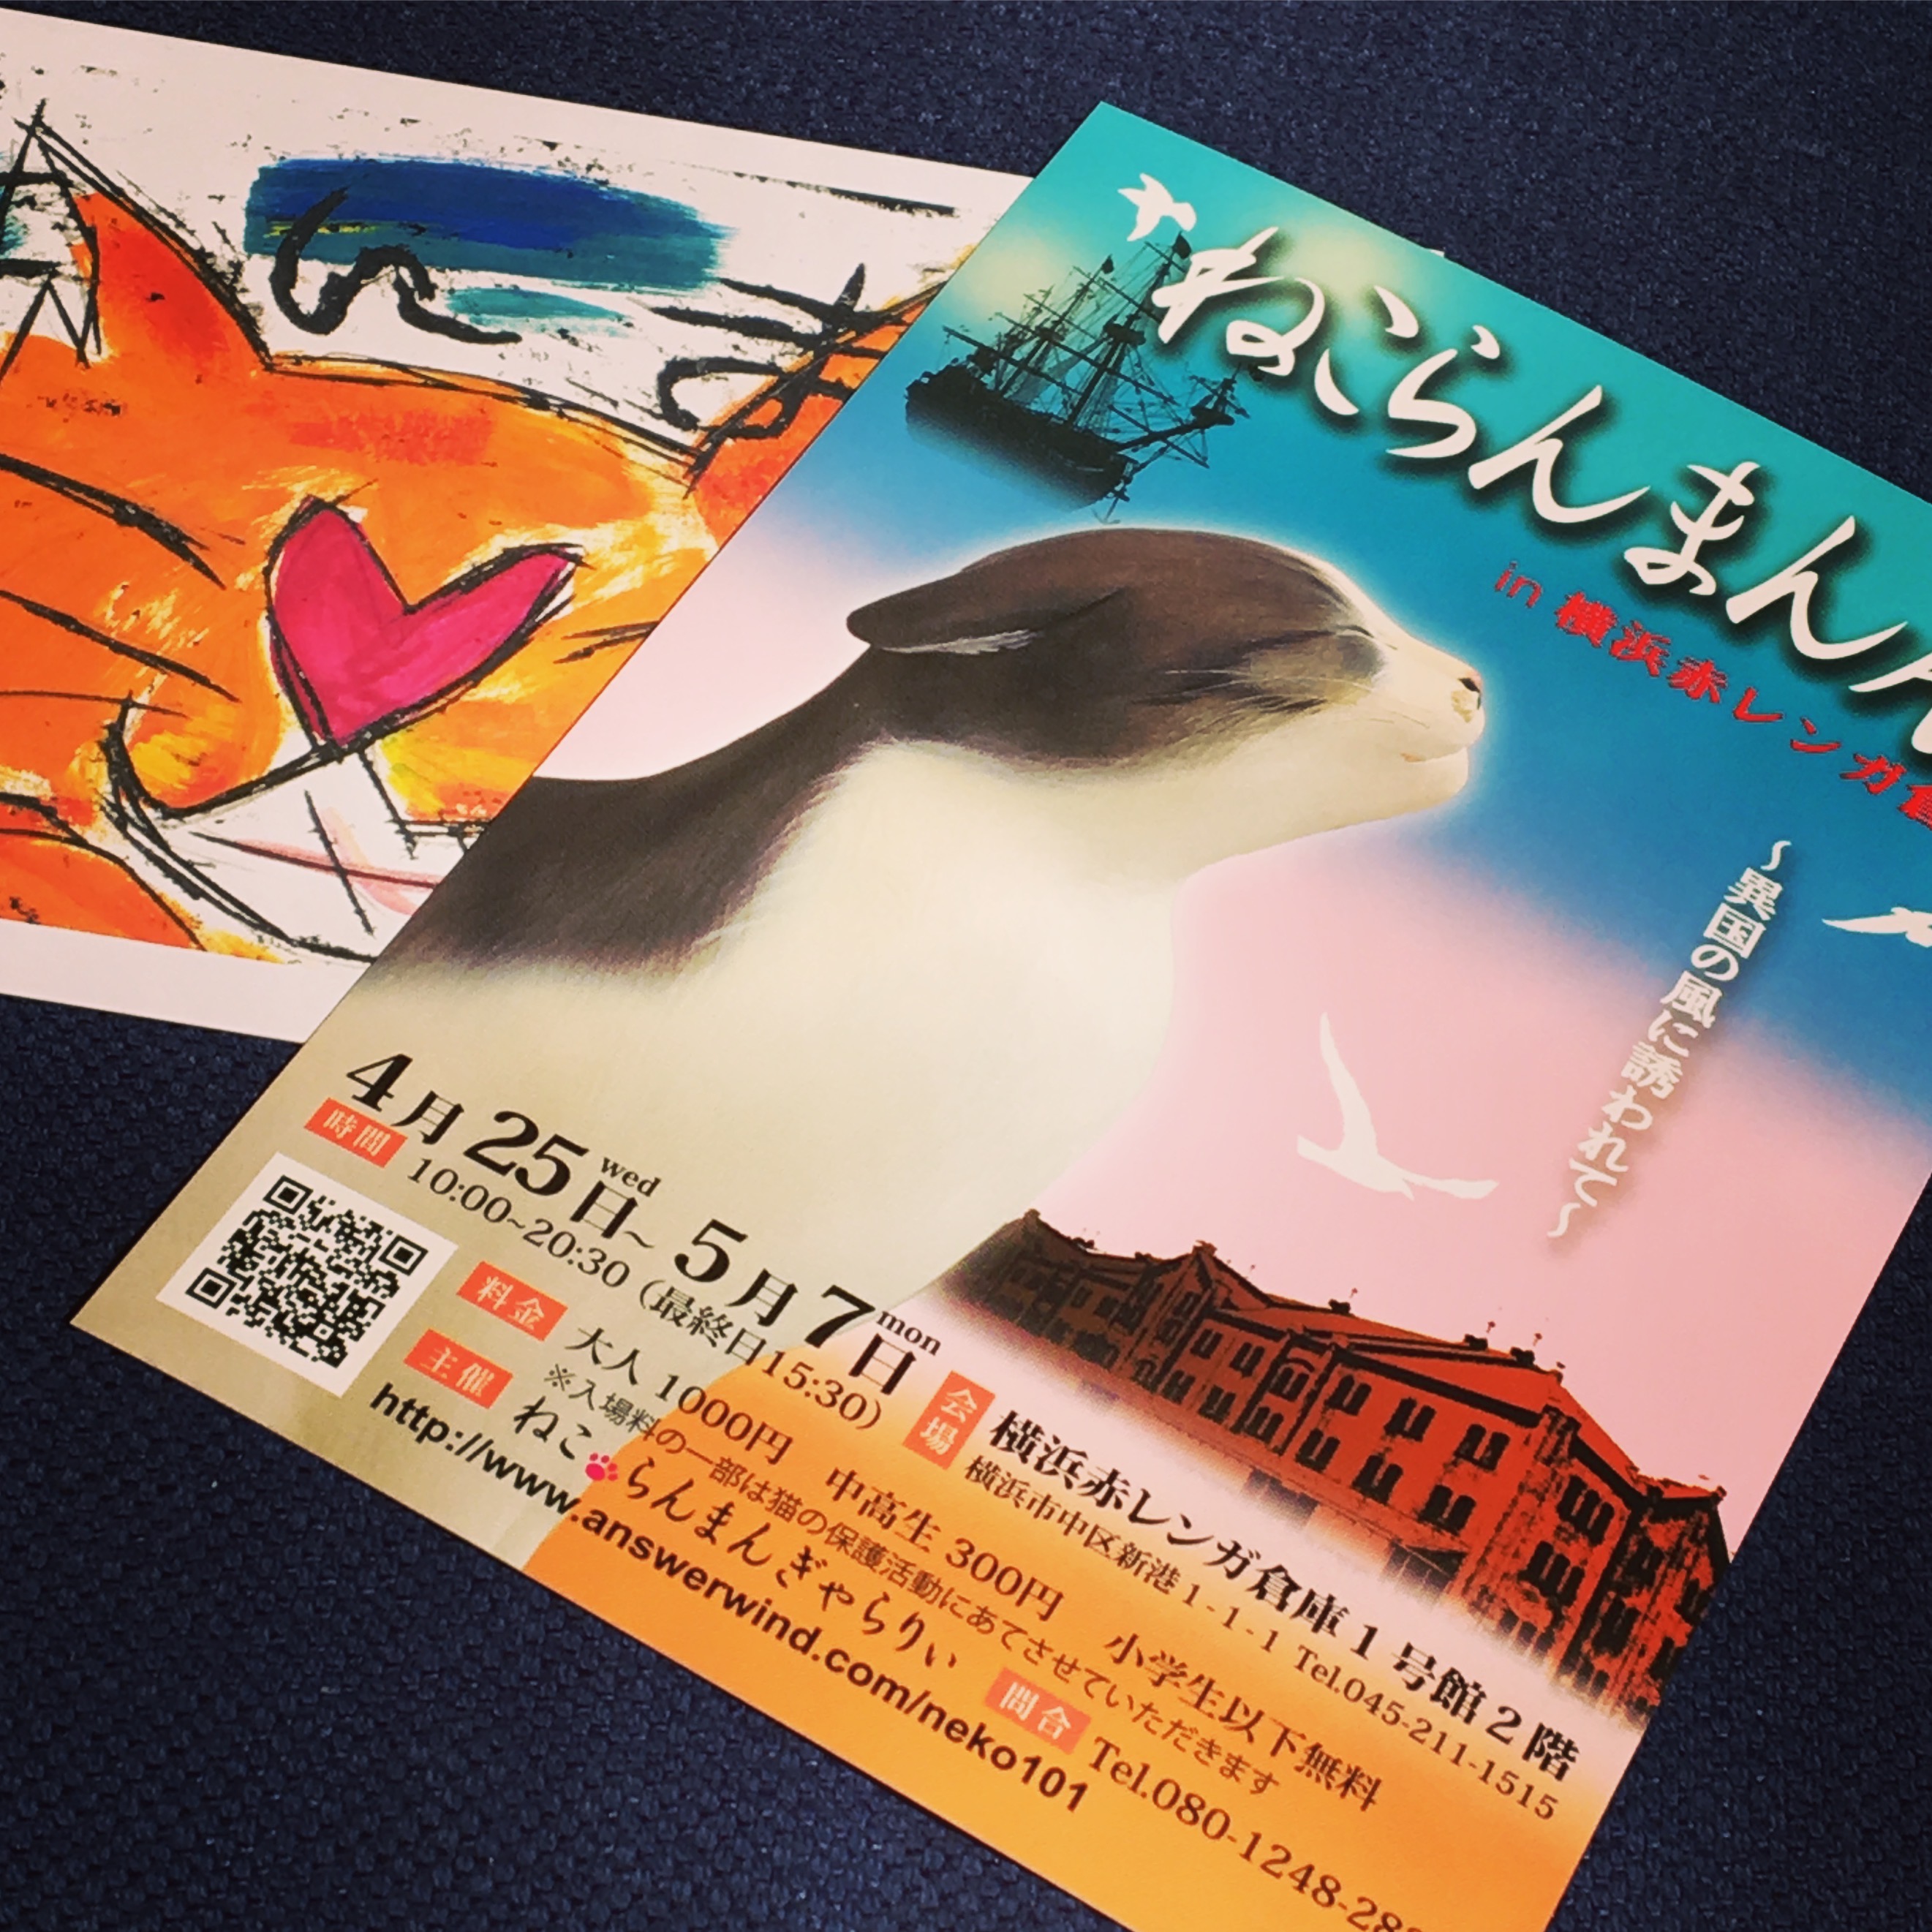 ねこらんまん
in 横浜赤レンガ倉
～異国の風に誘われて～
4月25日wed～5月7日mon
時間 10:00~20:30（最終日15:30）
会場 横浜赤レンガ倉庫1号館2階
横浜市中区新港1-1-1 Tel.045-211-1515
料金 大人 1000円 中高生 300円 小学生以下無料
※入場料の一部は猫の保護活動にあてさせていただきます
主催 ねこらんまんぎゃらりぃ
問合 Tel.080-1248-28
http://www.answerwind.com/neko101